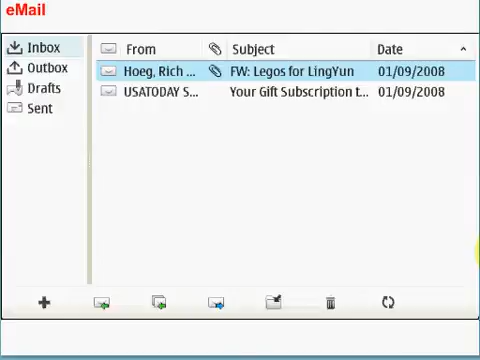 eMail
Inbox
Outbox
Drafts
Sent
From Subject Date
Hoeg, Rich ... FW: Legos for LingYun 01/09/2008
USATODAY S... Your Gift Subscription t... 01/09/2008